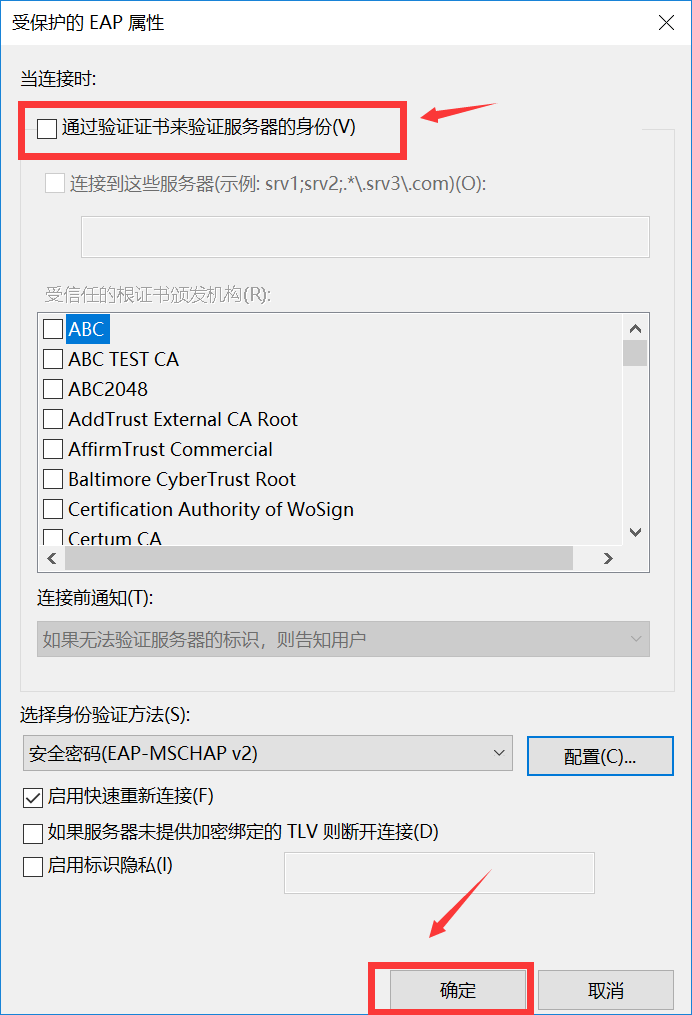 受保护的 EAP 属性
当连接时:
通过验证证书来验证服务器的身份(V)
连接到这些服务器(示例: srv1;srv2;.*\.srv3\.com)(O):
受信任的根证书颁发机构(R):
ABC
ABC TEST CA
ABC2048
AddTrust External CA Root
AffirmTrust Commercial
Baltimore CyberTrust Root
Certification Authority of WoSign
Certum CA
连接前通知(T):
如果无法验证服务器的标识，则告知用户
选择身份验证方法(S):
安全密码(EAP-MSCHAP v2)
配置(C)...
启用快速重新连接(F)
如果服务器未提供加密绑定的 TLV 则断开连接(D)
启用标识隐私(I)
确定
取消